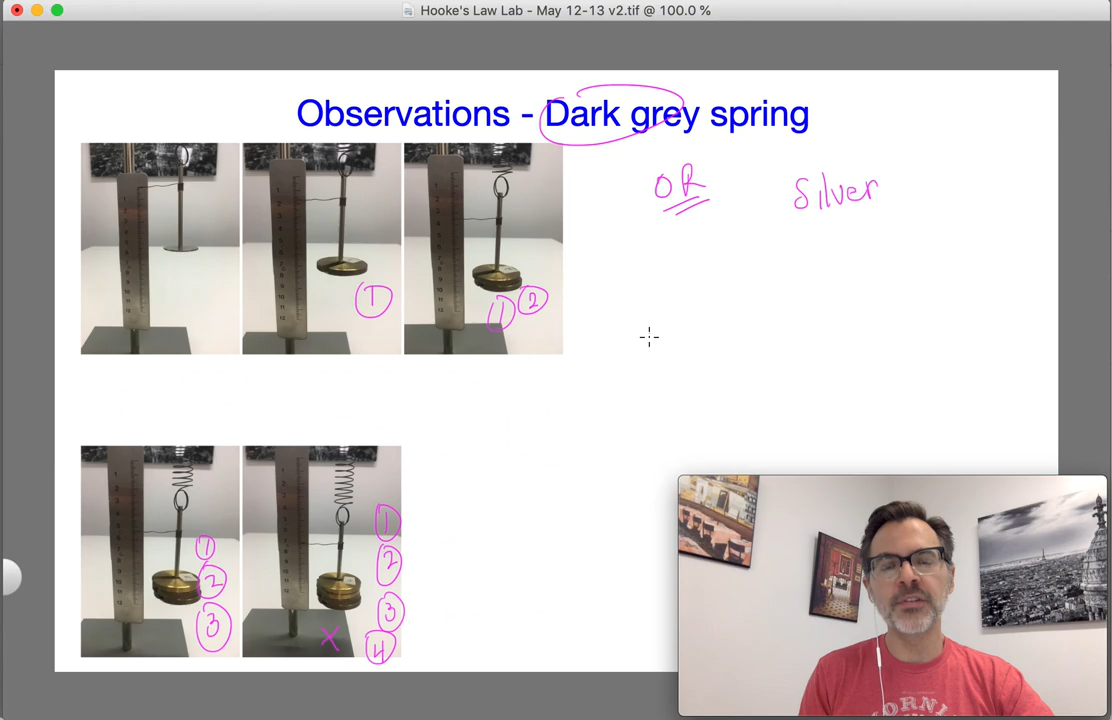 Hooke's Law Lab - May 12-13 v2.tif @ 100.0 %
Observations - Dark grey spring
OR Silver
1
1 2
1
2
3
1
2
3
4
X